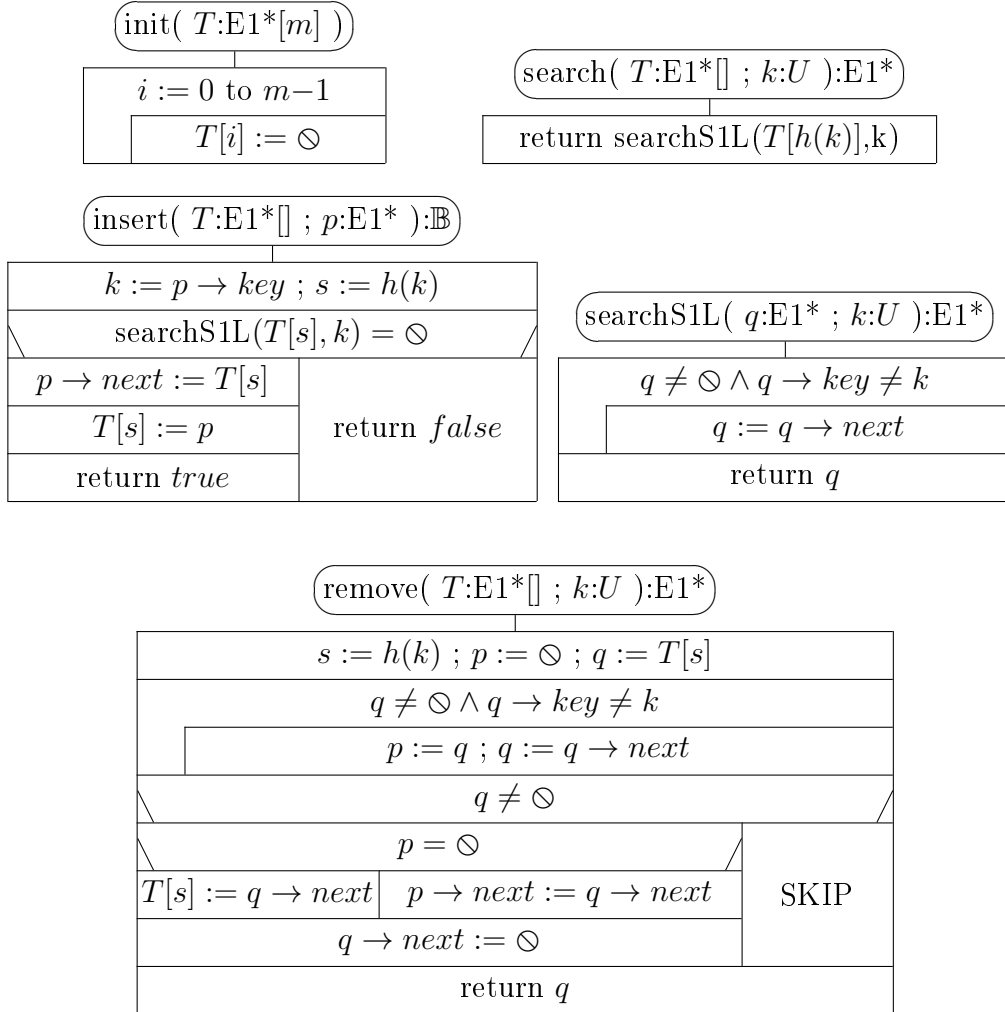 init( T:E1*[m] )
i := 0 to m−1
T[i] := ⦸
search( T:E1*[] ; k:U ):E1*
return searchS1L(T[h(k)],k)
insert( T:E1*[] ; p:E1* ):𝔹
k := p → key ; s := h(k)
searchS1L(T[s], k) = ⦸
p → next := T[s]
T[s] := p
return true
return false
searchS1L( q:E1* ; k:U ):E1*
q ≠ ⦸ ∧ q → key ≠ k
q := q → next
return q
remove( T:E1*[] ; k:U ):E1*
s := h(k) ; p := ⦸ ; q := T[s]
q ≠ ⦸ ∧ q → key ≠ k
p := q ; q := q → next
q ≠ ⦸
p = ⦸
T[s] := q → next
p → next := q → next
SKIP
q → next := ⦸
return q